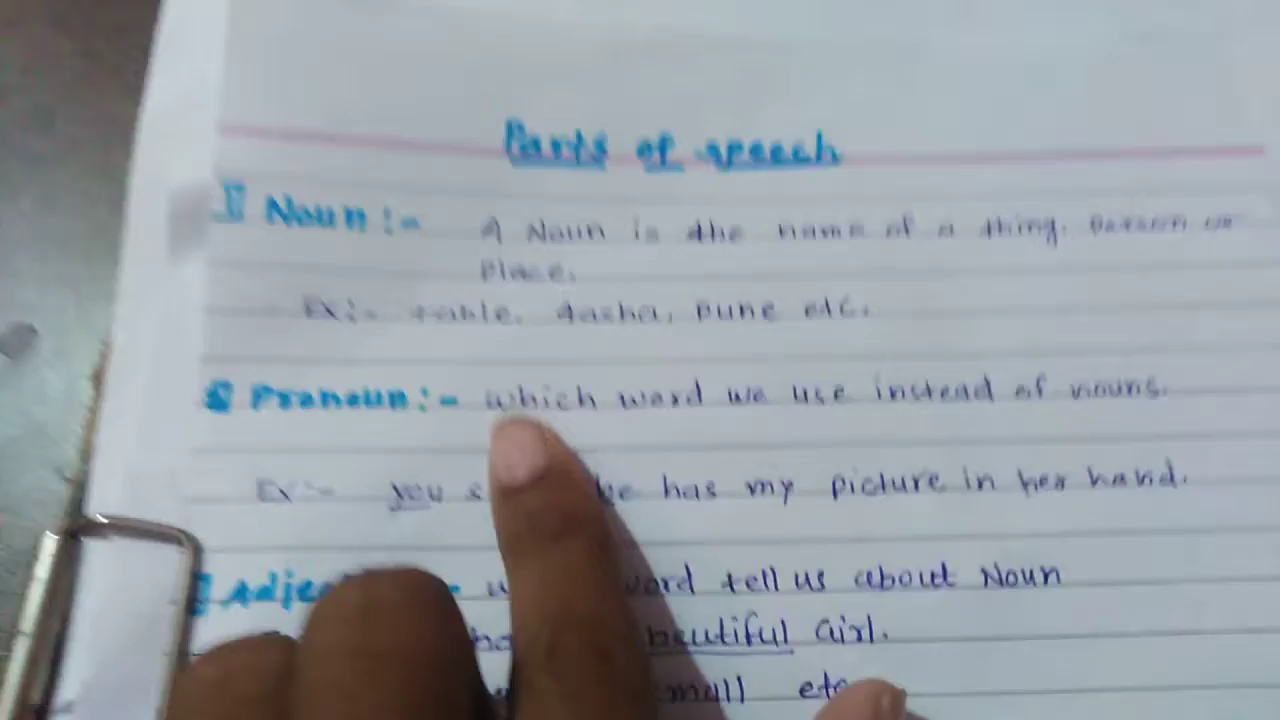 Parts of speech
1 Noun :- A Noun is the name of a thing, person or
place.
Ex:- table, pune etc.
Pronoun :- which word we use instead of nouns.
Ex:- you has my picture in her hand.
word tell us about Noun
beutiful girl.
small etc